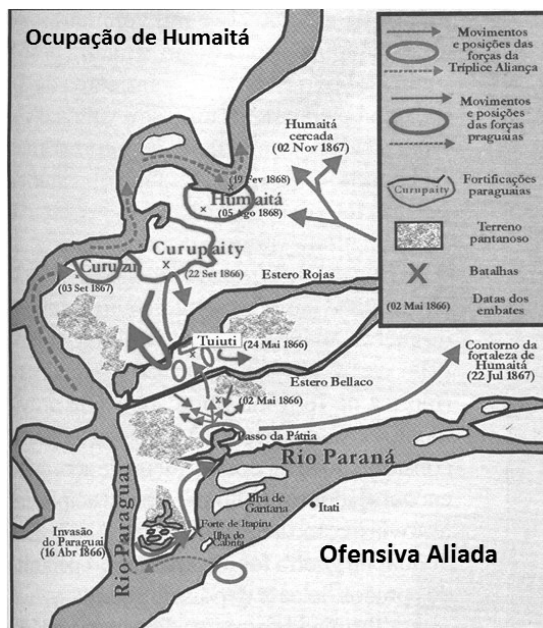 Ocupação de Humaitá
Movimentos
e posições das
forças da
Tríplice Aliança
Movimentos
e posições
das forças
praguaias
Curupaity
Fortificações
paraguaias
Terreno
pantanoso
Batalhas
(02 Mai 1866)
Datas dos
embates
Humaitá
cercada
(02 Nov 1867)
(19 Fev 1868)
Humaitá
(05 Ago 1868)
Curupaity
(22 Set 1866)
Curuzu
(03 Set 1867)
Estero Rojas
Tuiuti
(24 Mai 1866)
Contorno da
fortaleza de
Humaitá
(22 Jul 1867)
Estero Bellaco
(02 Mai 1866)
Passo da Pátria
Rio Paraná
Rio Paraguai
Ilha de
Gantana
Itati
Forte de Itapiru
Ilha do
Cabrita
Invasão
do Paraguai
(16 Abr 1866)
Ofensiva Aliada